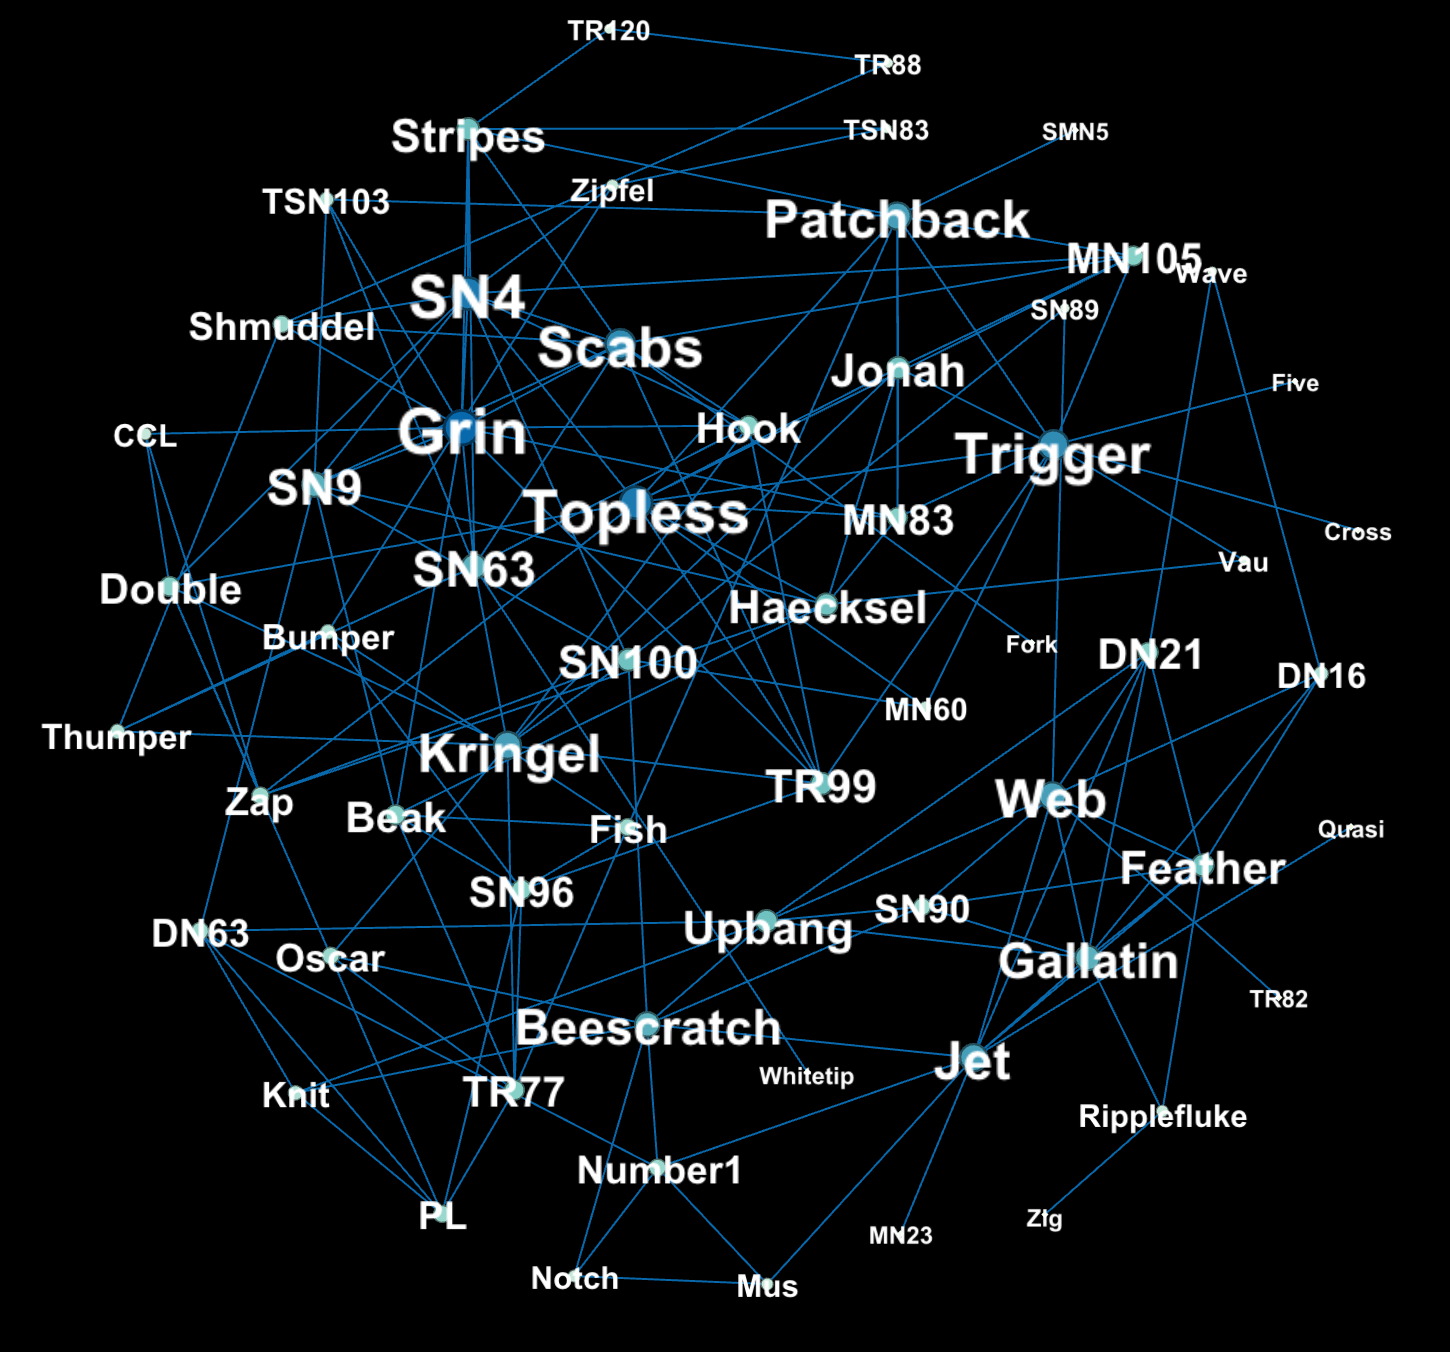 TR120
TR88
Stripes
TSN83
SMN5
TSN103
Zipfel
Patchback
MN105
Wave
SN4
SN89
Shmuddel
Scabs
Jonah
Five
CCL
Grin
Hook
Trigger
SN9
Topless
MN83
Cross
SN63
Vau
Double
Haecksel
Bumper
Fork
SN100
DN21
DN16
MN60
Thumper
Kringel
TR99
Zap
Beak
Fish
Web
Quasi
Feather
SN96
DN63
Upbang
SN90
Oscar
Gallatin
TR82
Beescratch
Jet
Whitetip
Knit
TR77
Ripplefluke
Number1
PL
Zig
MN23
Notch
Mus